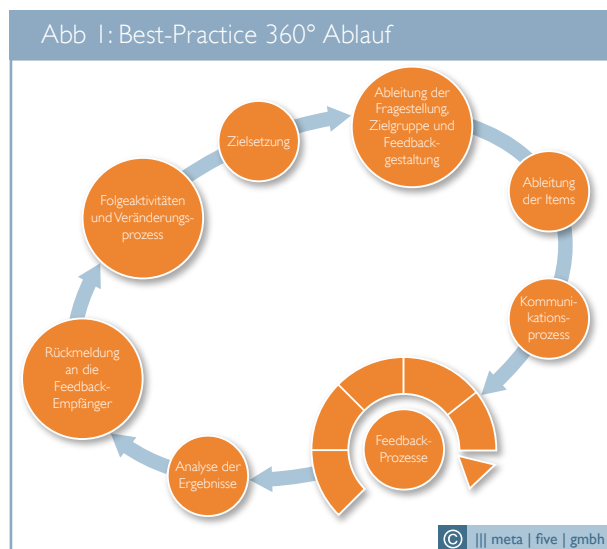 Abb 1: Best-Practice 360° Ablauf
Zielsetzung
Ableitung der
Fragestellung,
Zielgruppe und
Feedback-
gestaltung
Ableitung
der Items
Kommuni-
kations-
prozess
Feedback-
Prozesse
Analyse der
Ergebnisse
Rückmeldung
an die
Feedback-
Empfänger
Folgeaktivitäten
und Veränderungs-
prozess
© ||| meta | five | gmbh